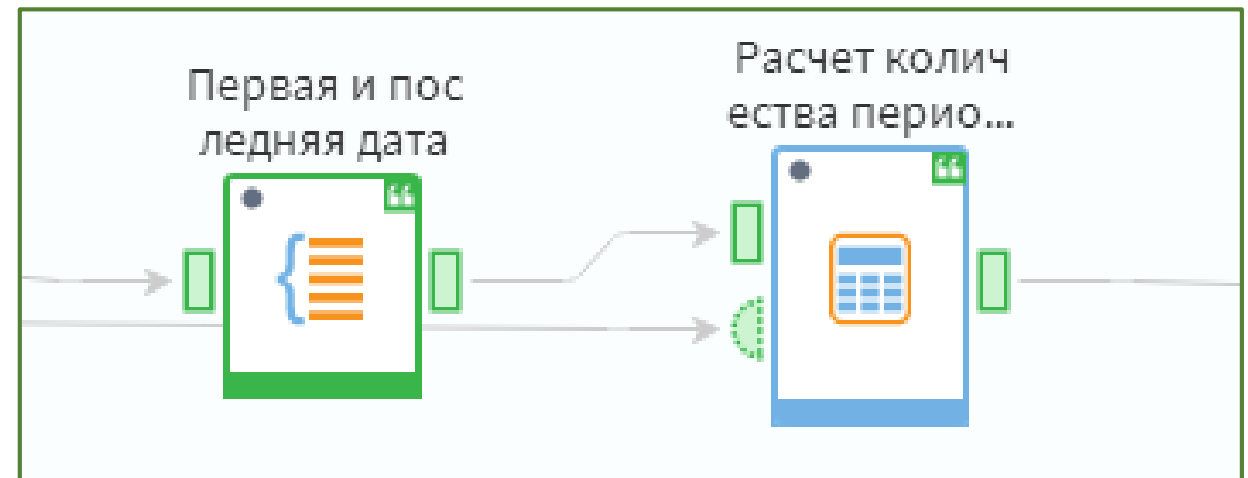 Первая и пос
ледняя дата
Расчет колич
ества перио...